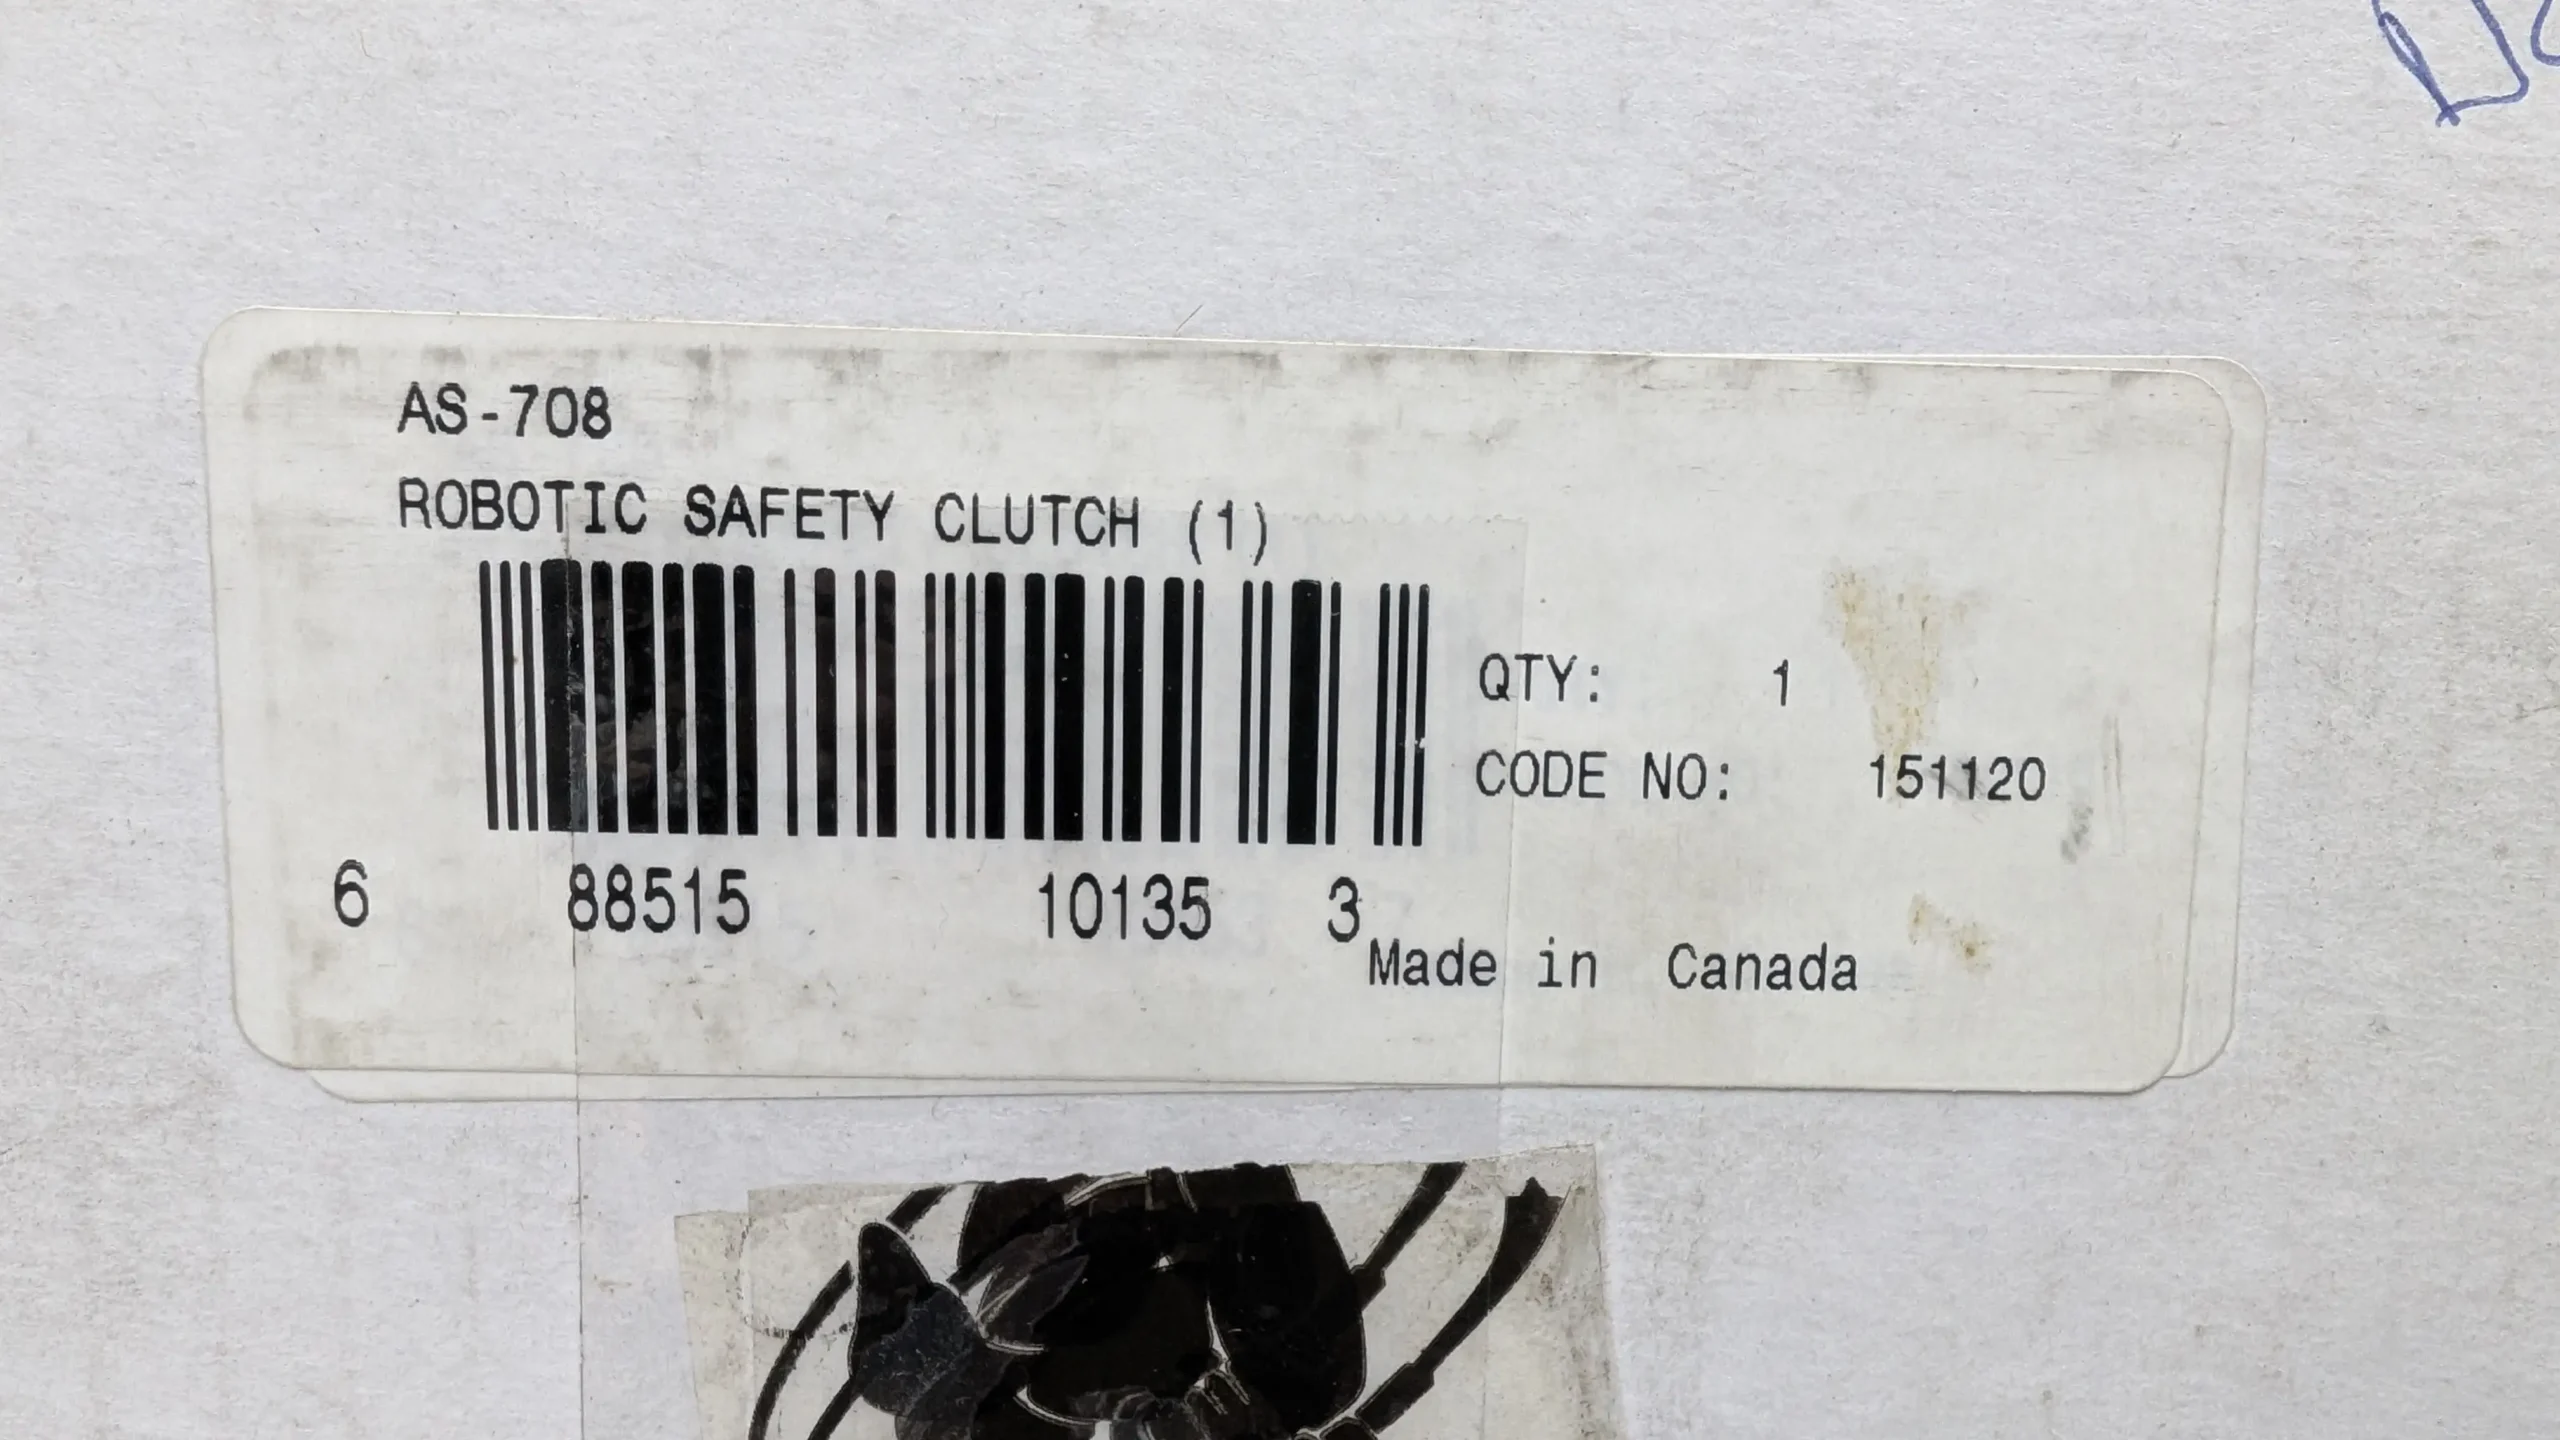 AS-708
ROBOTIC SAFETY CLUTCH (1)
QTY: 1
CODE NO: 151120
6 88515 10135 3
Made in Canada